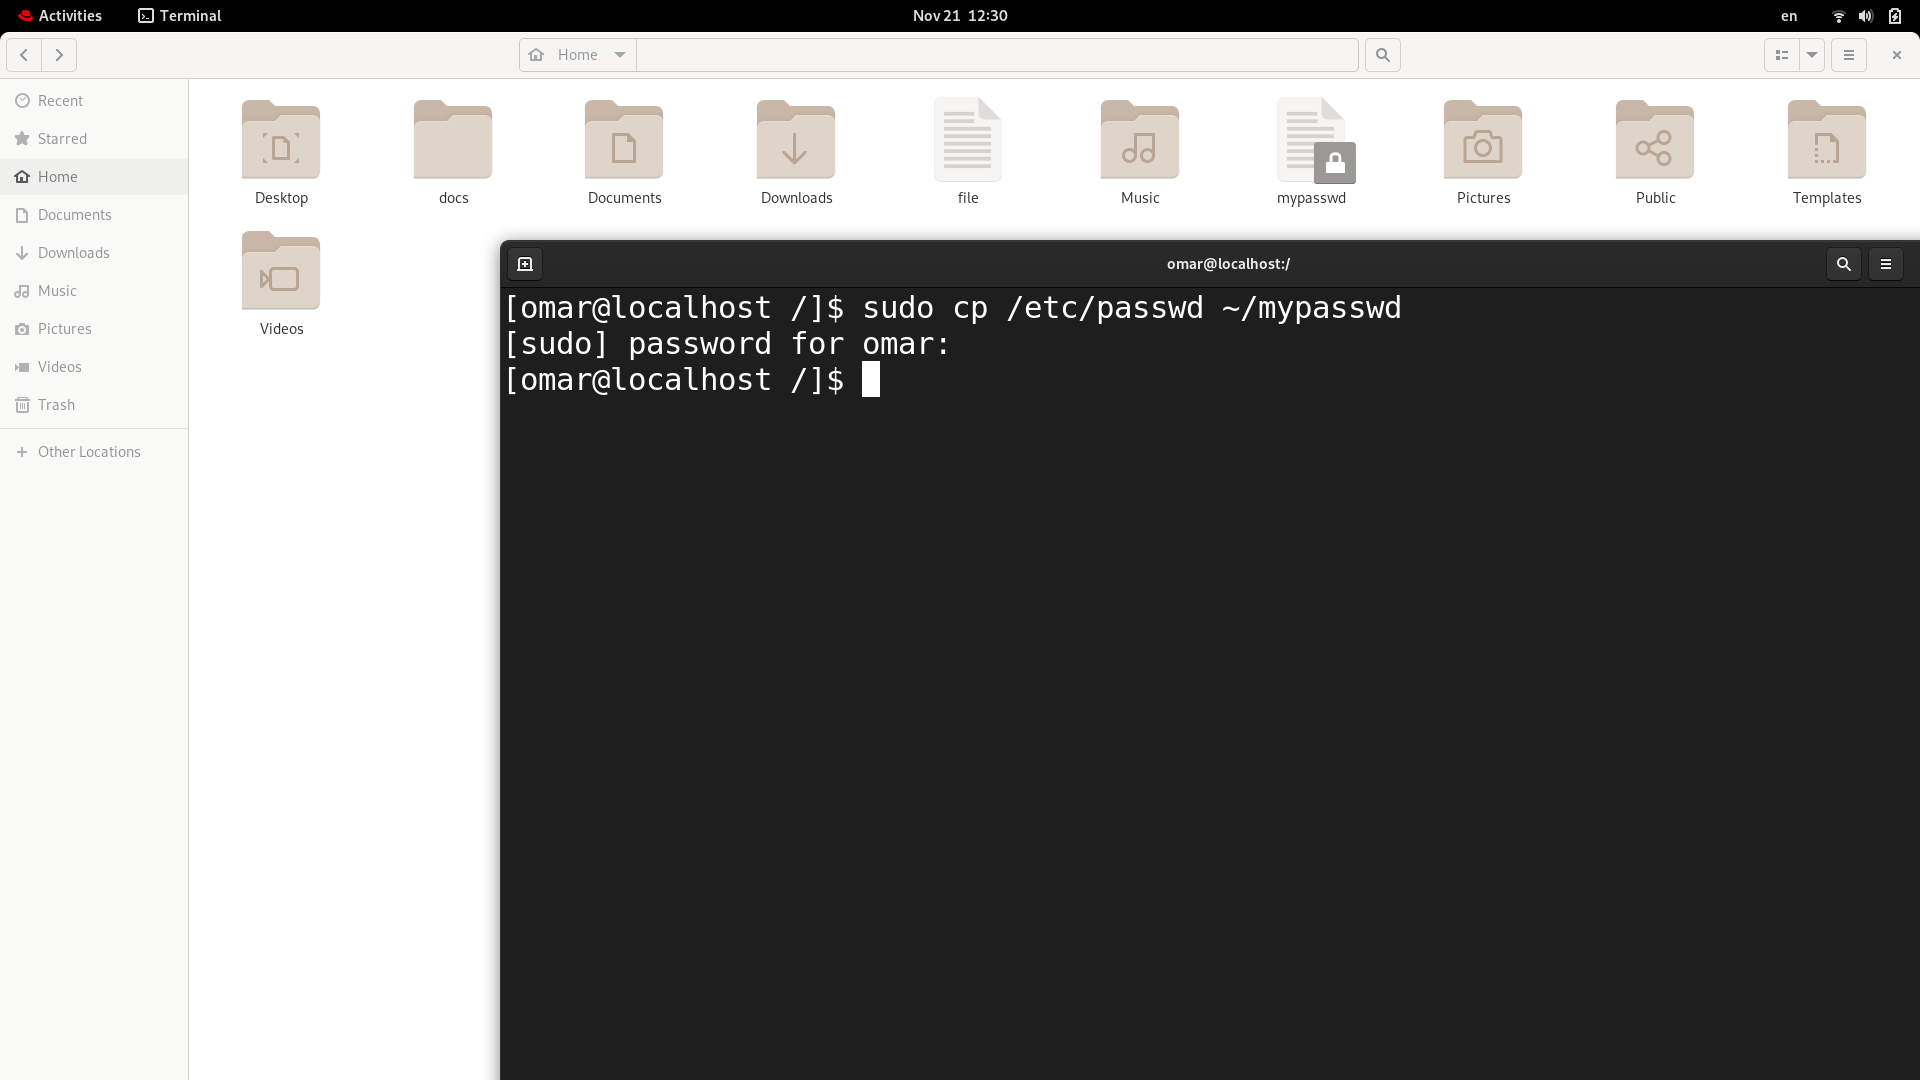 Activities
Terminal
Nov 21 12:30
en
Home
Recent
Starred
Home
Documents
Downloads
Music
Pictures
Videos
Trash
Other Locations
Desktop
docs
Documents
Downloads
file
Music
mypasswd
Pictures
Public
Templates
Videos
omar@localhost:/
[omar@localhost /]$ sudo cp /etc/passwd ~/mypasswd
[sudo] password for omar:
[omar@localhost /]$